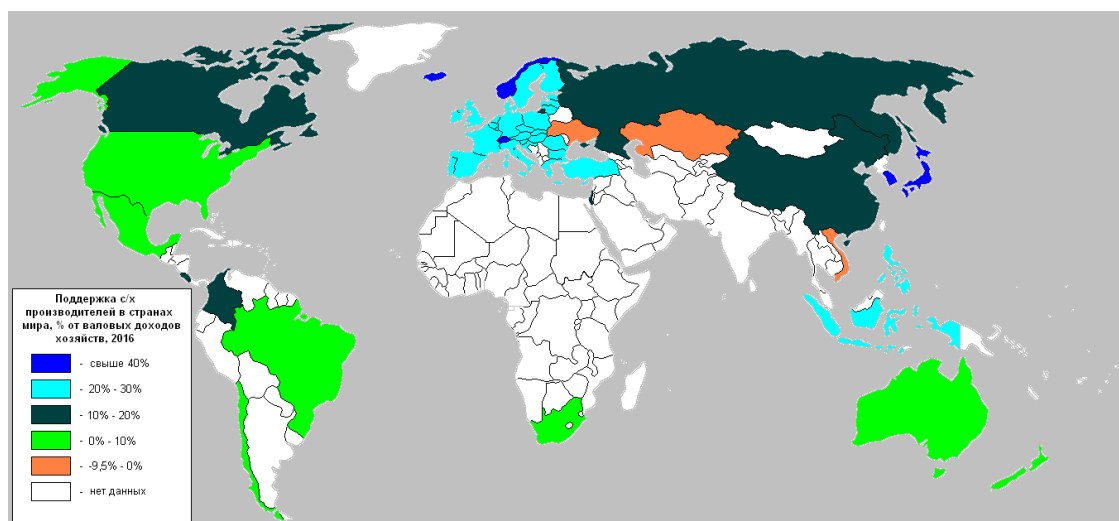 Поддержка с/х
производителей в странах
мира, % от валовых доходов
хозяйств, 2016
- свыше 40%
- 20% - 30%
- 10% - 20%
- 0% - 10%
- -9,5% - 0%
- нет данных